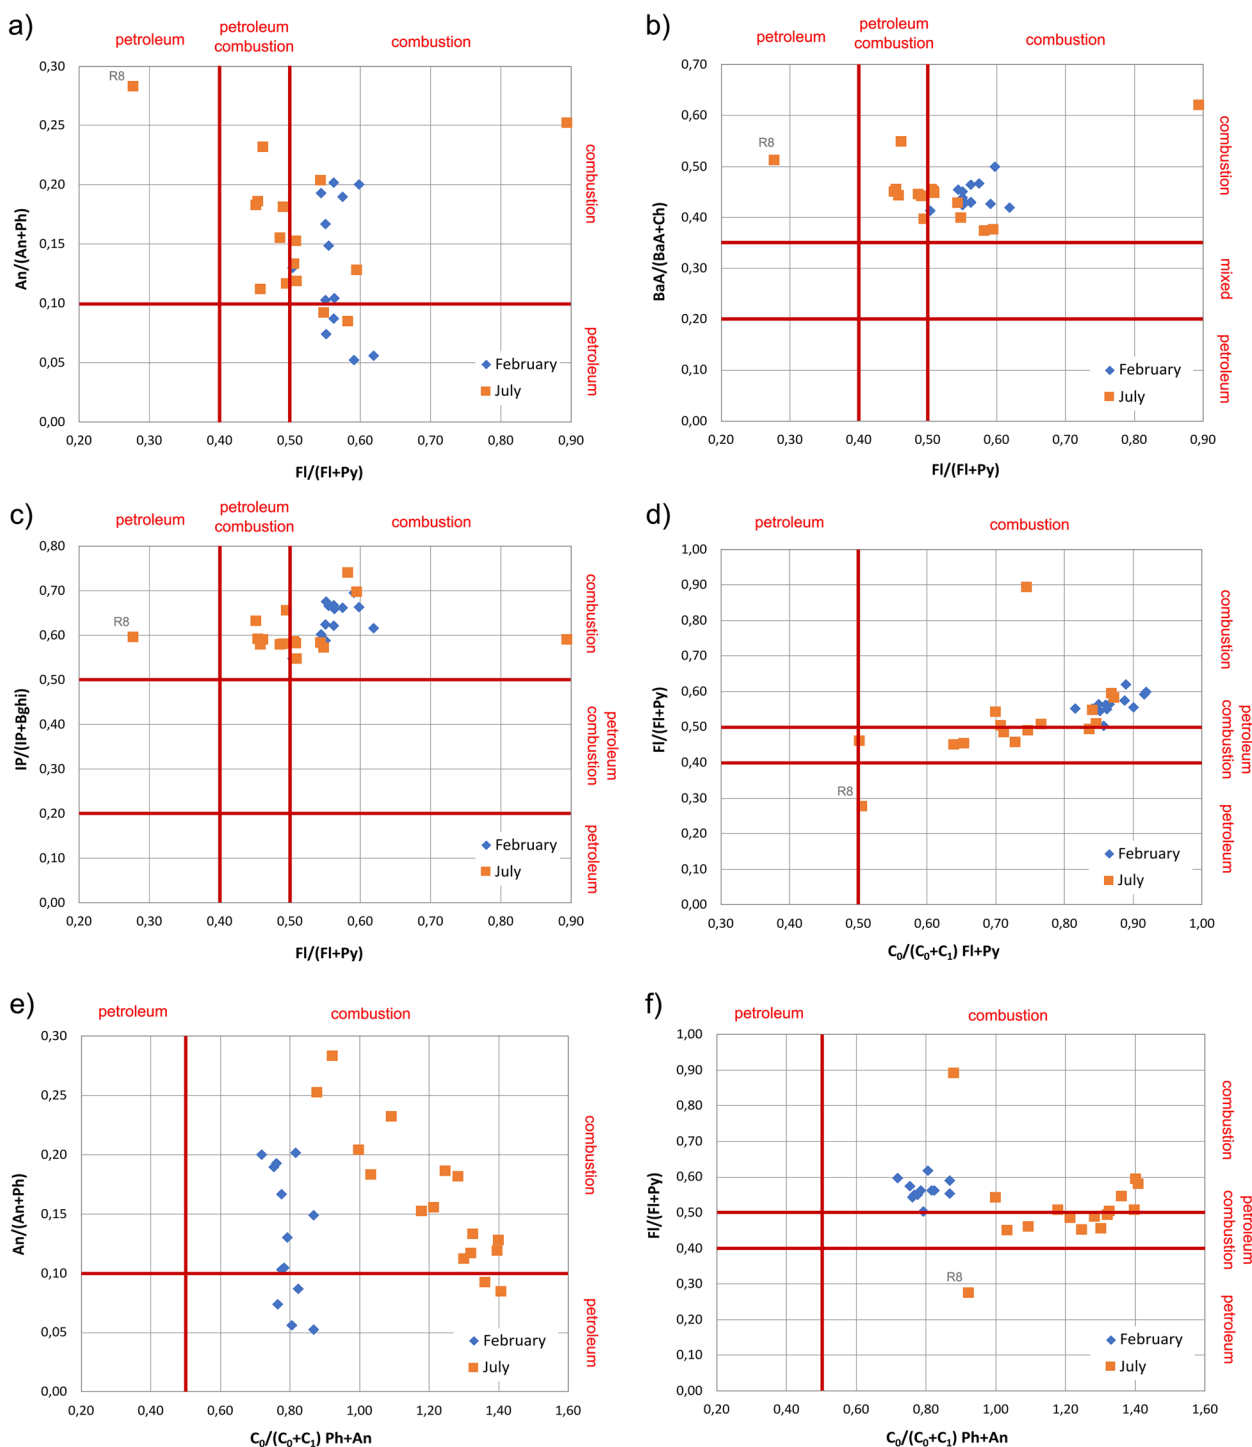 a)
petroleum
petroleum
combustion
combustion
0,30
0,25
0,20
0,15
0,10
0,05
0,00
An/(An+Ph)
R8
February
July
combustion
petroleum
0,20 0,30 0,40 0,50 0,60 0,70 0,80 0,90
Fl/(Fl+Py)
b)
petroleum
petroleum
combustion
combustion
0,70
0,60
0,50
0,40
0,30
0,20
0,10
0,00
BaA/(BaA+Ch)
R8
February
July
combustion
mixed
petroleum
0,20 0,30 0,40 0,50 0,60 0,70 0,80 0,90
Fl/(Fl+Py)
c)
petroleum
petroleum
combustion
combustion
0,80
0,70
0,60
0,50
0,40
0,30
0,20
0,10
0,00
IP/(IP+Bghi)
R8
February
July
combustion
petroleum
combustion
petroleum
0,20 0,30 0,40 0,50 0,60 0,70 0,80 0,90
Fl/(Fl+Py)
d)
petroleum
combustion
1,00
0,90
0,80
0,70
0,60
0,50
0,40
0,30
0,20
0,10
0,00
Fl/(Fl+Py)
R8
February
July
combustion
petroleum
combustion
petroleum
0,30 0,40 0,50 0,60 0,70 0,80 0,90 1,00
C₀/(C₀+C₁) Fl+Py
e)
petroleum
combustion
0,30
0,25
0,20
0,15
0,10
0,05
0,00
An/(An+Ph)
February
July
combustion
petroleum
0,20 0,40 0,60 0,80 1,00 1,20 1,40 1,60
C₀/(C₀+C₁) Ph+An
f)
petroleum
combustion
1,00
0,90
0,80
0,70
0,60
0,50
0,40
0,30
0,20
0,10
0,00
Fl/(Fl+Py)
R8
February
July
combustion
petroleum
combustion
petroleum
0,20 0,40 0,60 0,80 1,00 1,20 1,40 1,60
C₀/(C₀+C₁) Ph+An